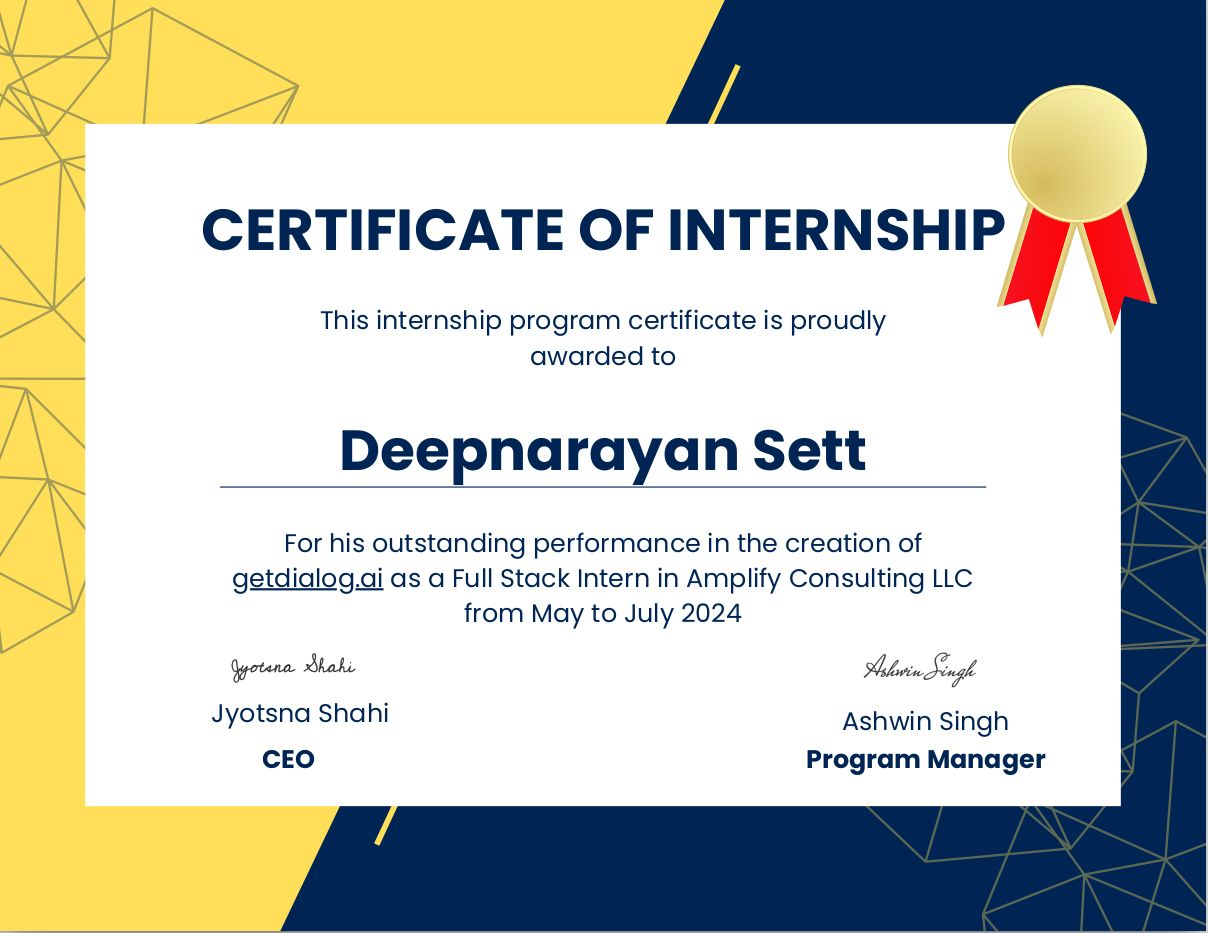 CERTIFICATE OF INTERNSHIP
This internship program certificate is proudly
awarded to
Deepnarayan Sett
For his outstanding performance in the creation of
getdialog.ai as a Full Stack Intern in Amplify Consulting LLC
from May to July 2024
Jyotsna Shahi
Ashwin Singh
Jyotsna Shahi
Ashwin Singh
CEO
Program Manager